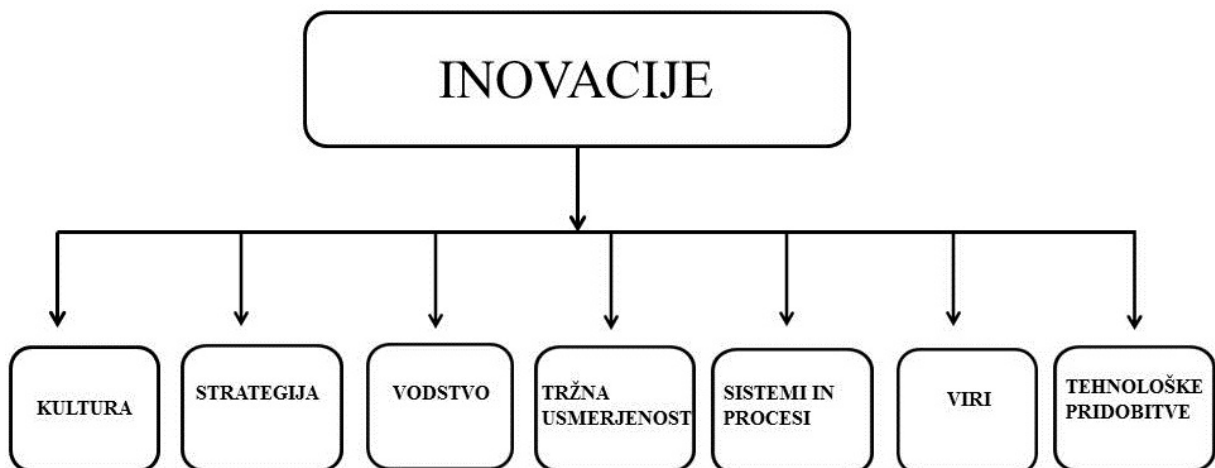 INOVACIJE
KULTURA
STRATEGIJA
VODSTVO
TRŽNA
USMERJENOST
SISTEMI IN
PROCESI
VIRI
TEHNOLOŠKE
PRIDOBITVE